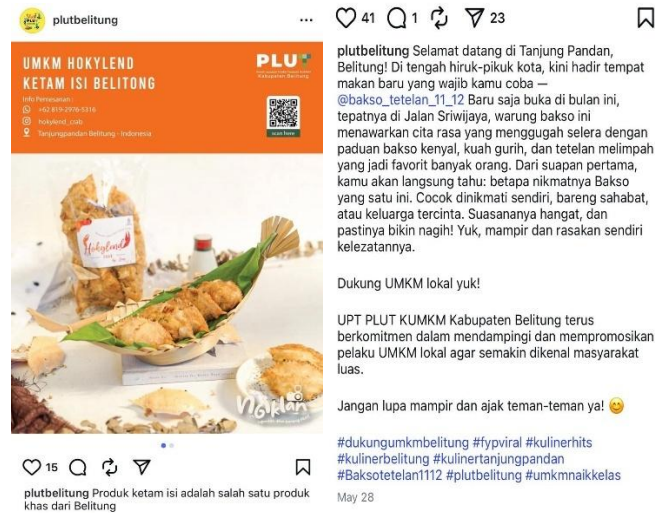 plutbelitung
UMKM HOKYLEND
KETAM ISI BELITONG
Info Pemesanan :
+62 819-2976-5316
hokylend_crab
Tanjungpandan Belitung - Indonesia
PLU
Kabupaten Belitung
scan here
Hokylend
Ngiklan
15
plutbelitung Produk ketam isi adalah salah satu produk
khas dari Belitung
41 1 23
plutbelitung Selamat datang di Tanjung Pandan,
Belitung! Di tengah hiruk-pikuk kota, kini hadir tempat
makan baru yang wajib kamu coba —
@bakso_tetelan_11_12 Baru saja buka di bulan ini,
tepatnya di Jalan Sriwijaya, warung bakso ini
menawarkan cita rasa yang menggugah selera dengan
paduan bakso kenyal, kuah gurih, dan tetelan melimpah
yang jadi favorit banyak orang. Dari suapan pertama,
kamu akan langsung tahu: betapa nikmatnya Bakso
yang satu ini. Cocok dinikmati sendiri, bareng sahabat,
atau keluarga tercinta. Suasananya hangat, dan
pastinya bikin nagih! Yuk, mampir dan rasakan sendiri
kelezatannya.
Dukung UMKM lokal yuk!
UPT PLUT KUMKM Kabupaten Belitung terus
berkomitmen dalam mendampingi dan mempromosikan
pelaku UMKM lokal agar semakin dikenal masyarakat
luas.
Jangan lupa mampir dan ajak teman-teman ya! 😊
#dukungumkmbelitung #fypviral #kulinerhits
#kulinerbelitung #kulinertanjungpandan
#Baksotetelan1112 #plutbelitung #umkmnaikkelas
May 28